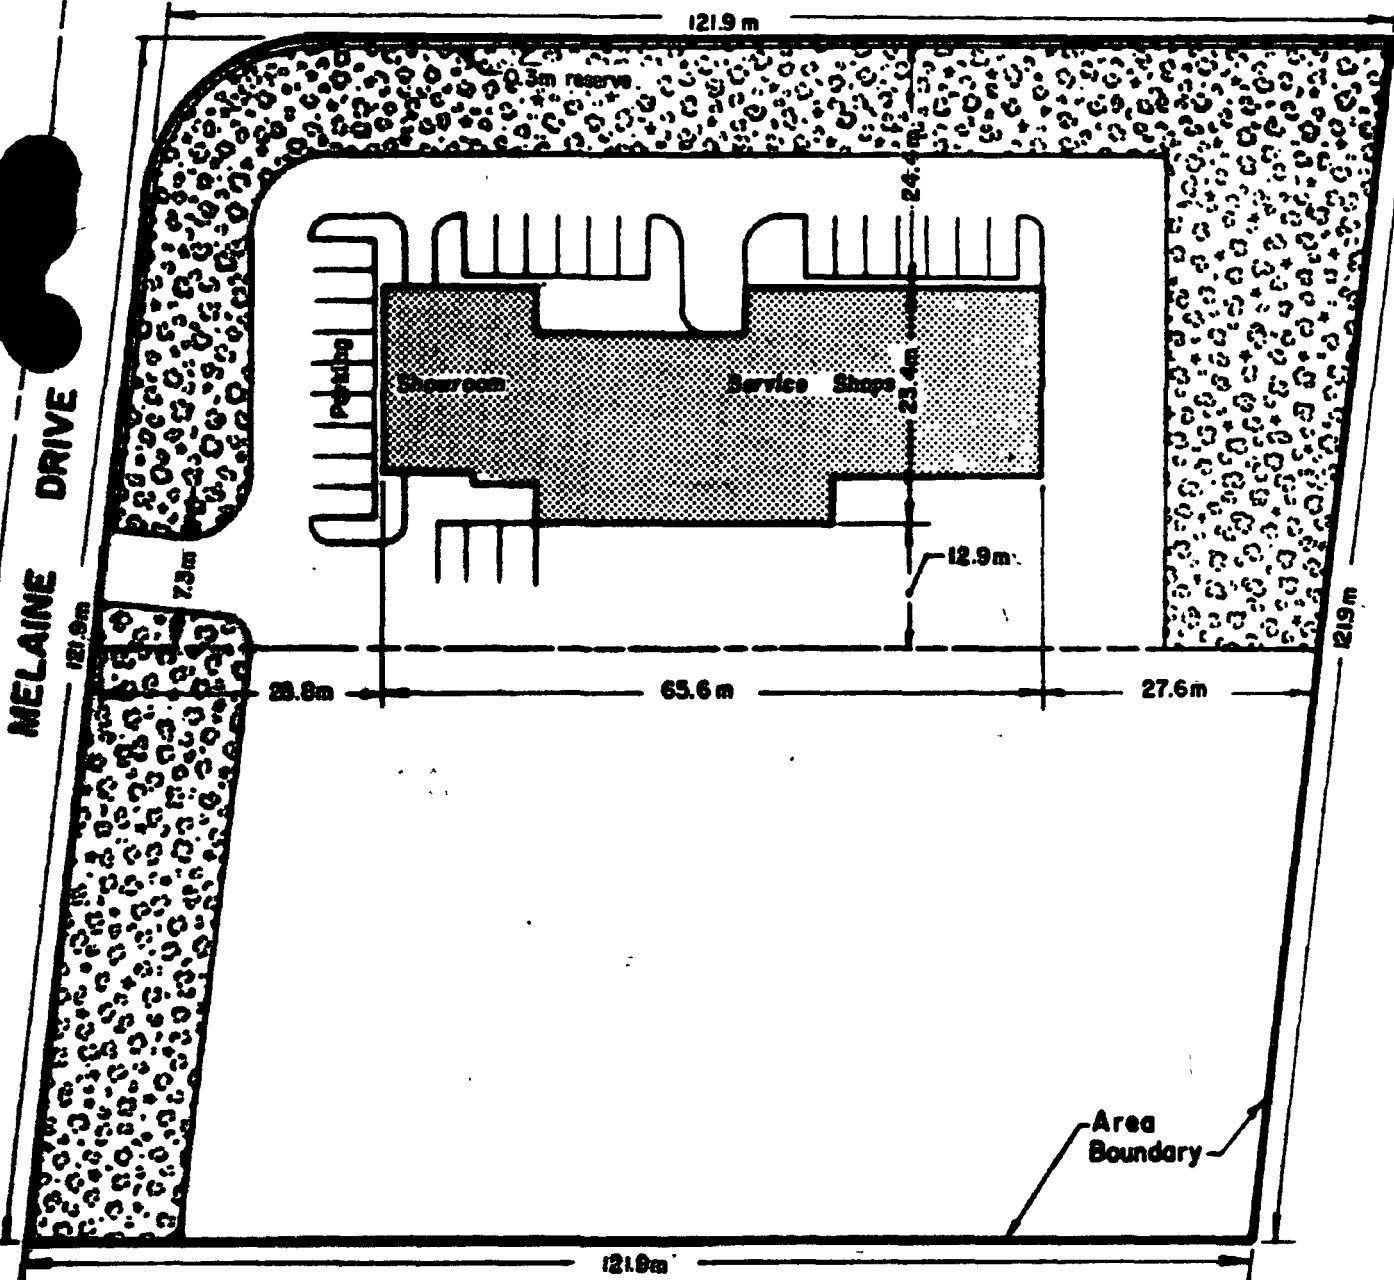 121.9 m
0.3m reserve
24.4 m
Parking
Showroom
Service Shops
23.4m
MELAINE DRIVE
7.3m
12.9m
121.9m
121.9m
28.8m
65.6 m
27.6m
Area
Boundary
121.9m